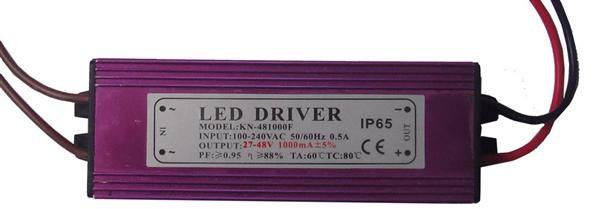 LED DRIVER
MODEL:KN-481000F
INPUT:100-240VAC 50/60Hz 0.5A
OUTPUT:27-48V 1000mA±5%
PF:≥0.95 η≥88% TA:60℃TC:80℃
IP65
CE
IN
OUT
~
~
+
−